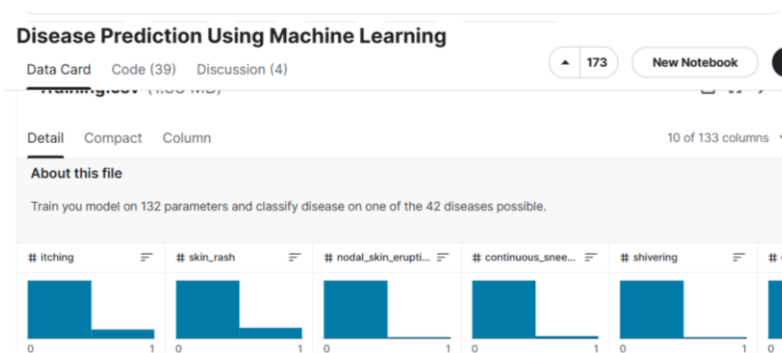 Disease Prediction Using Machine Learning
Data Card Code (39) Discussion (4)
173 New Notebook
Detail Compact Column
10 of 133 columns
About this file
Train you model on 132 parameters and classify disease on one of the 42 diseases possible.
# itching # skin_rash # nodal_skin_erupti... # continuous_snee... # shivering #
0 1 0 1 0 1 0 1 0 1 0